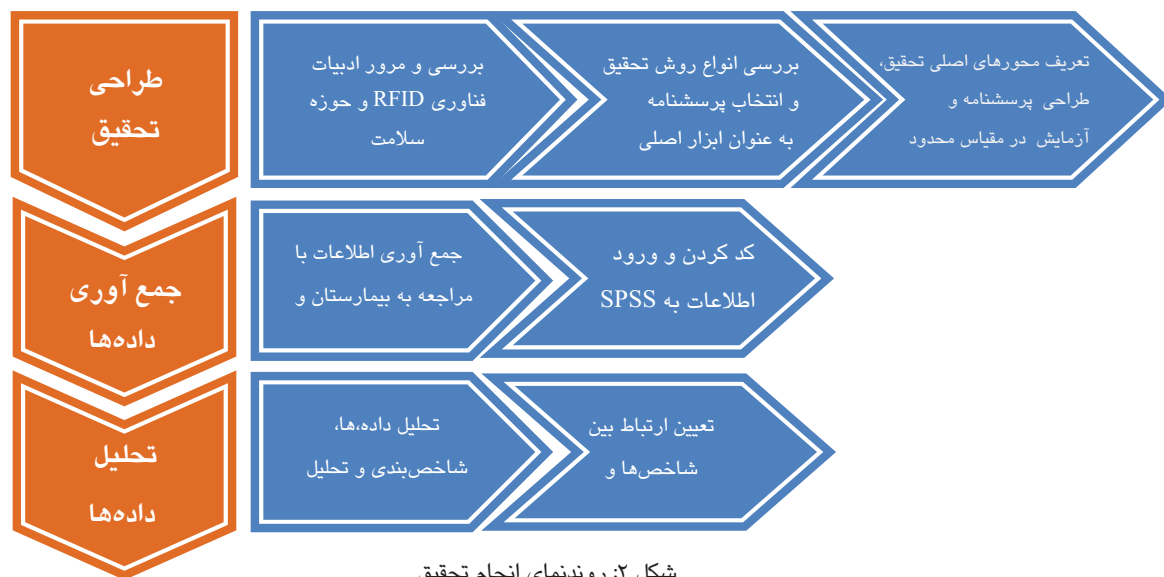 طراحی
تحقیق
بررسی و مرور ادبیات
فناوری RFID و حوزه
سلامت
بررسی انواع روش تحقیق
و انتخاب پرسشنامه
به عنوان ابزار اصلی
تعریف محورهای اصلی تحقیق،
طراحی پرسشنامه و
آزمایش در مقیاس محدود
جمع آوری
داده‌ها
جمع آوری اطلاعات با
مراجعه به بیمارستان و
کد کردن و ورود
اطلاعات به SPSS
تحلیل
داده‌ها
تحلیل داده،ها،
شاخص‌بندی و تحلیل
تعیین ارتباط بین
شاخص‌ها و
شکل ۲: روندنمای انجام تحقیق